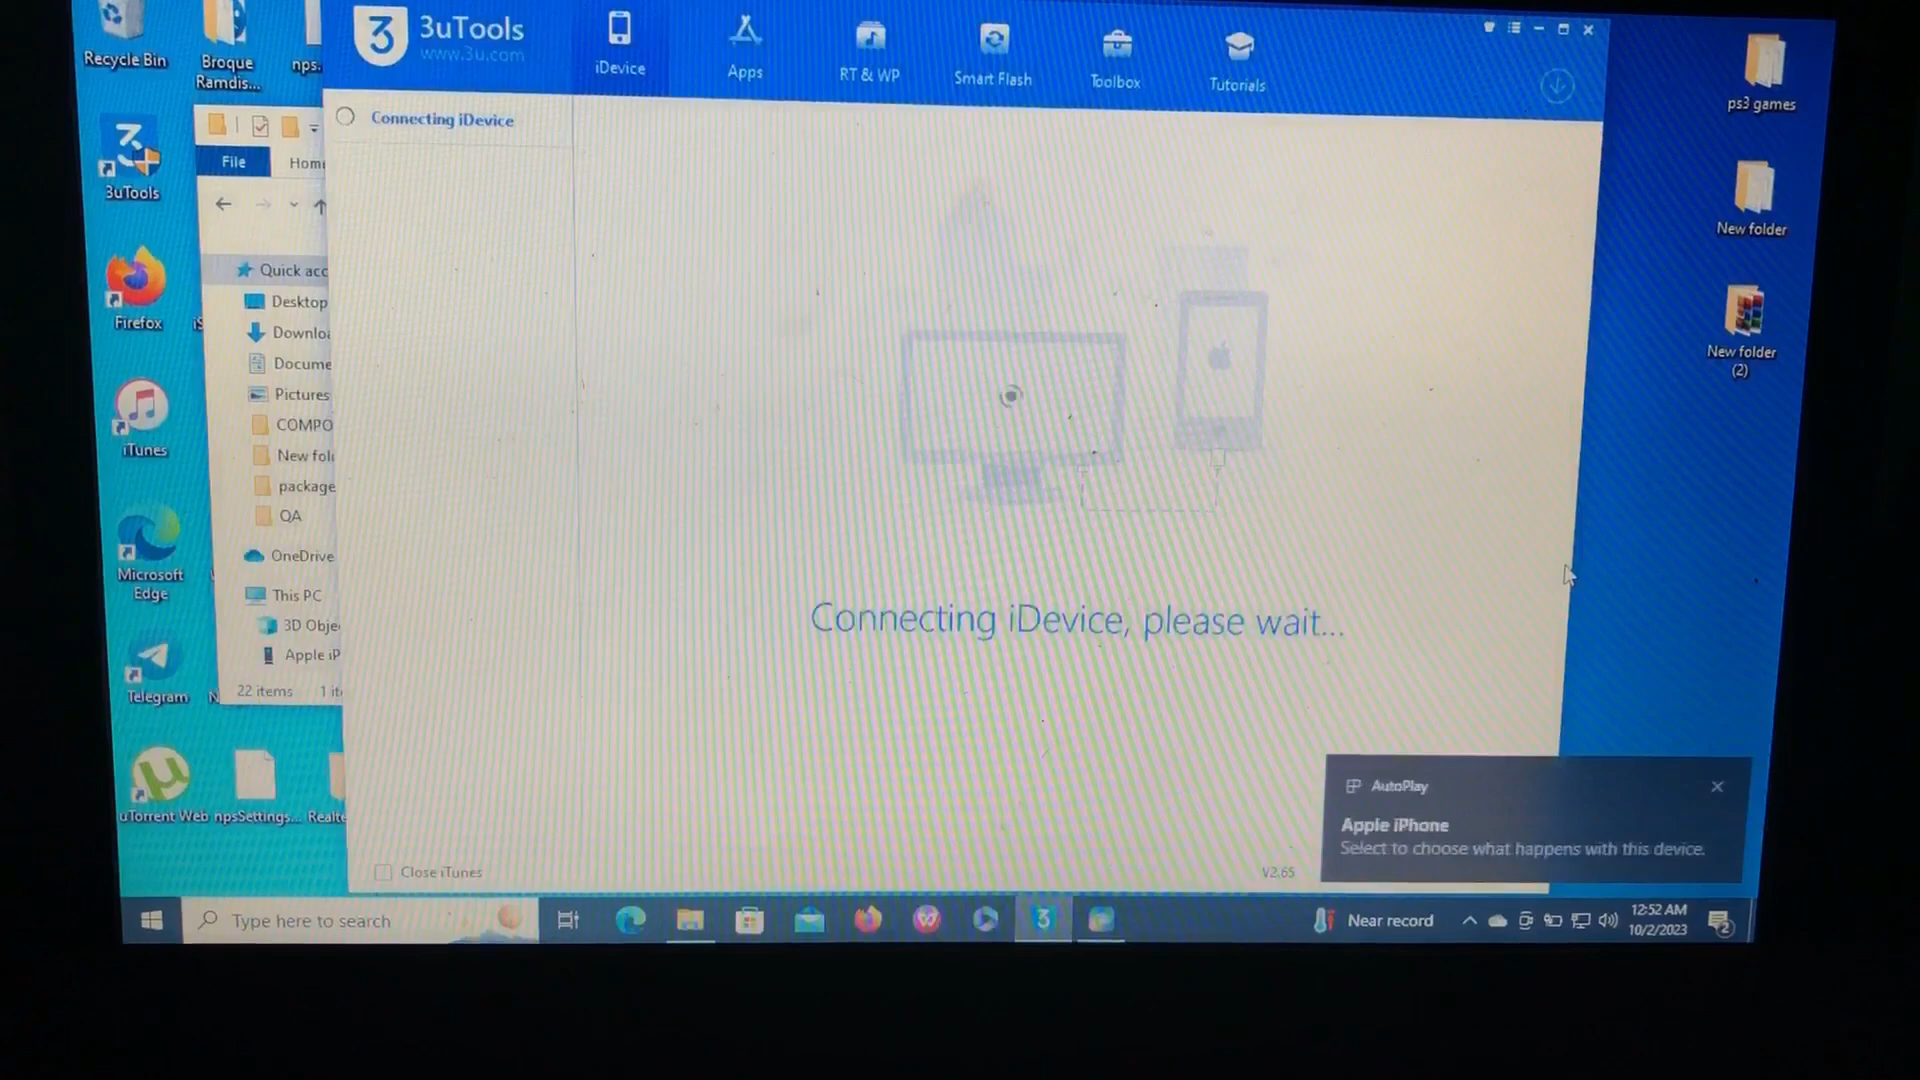 Recycle Bin
Broque
Ramdis...
nps.
3uTools
www.3u.com
iDevice
Apps
RT & WP
Smart Flash
Toolbox
Tutorials
ps3 games
New folder
New folder
(2)
3uTools
Firefox
iTunes
Microsoft
Edge
Telegram
uTorrent Web
npsSettings...
Realte
File
Hom
Quick acc
Desktop
Downloa
Docume
Pictures
COMPO
New fol
package
QA
OneDrive
This PC
3D Obje
Apple iP
22 items
1 it
Connecting iDevice
Connecting iDevice, please wait...
Close iTunes
V2.65
AutoPlay
Apple iPhone
Select to choose what happens with this device.
Type here to search
Near record
12:52 AM
10/2/2023
2